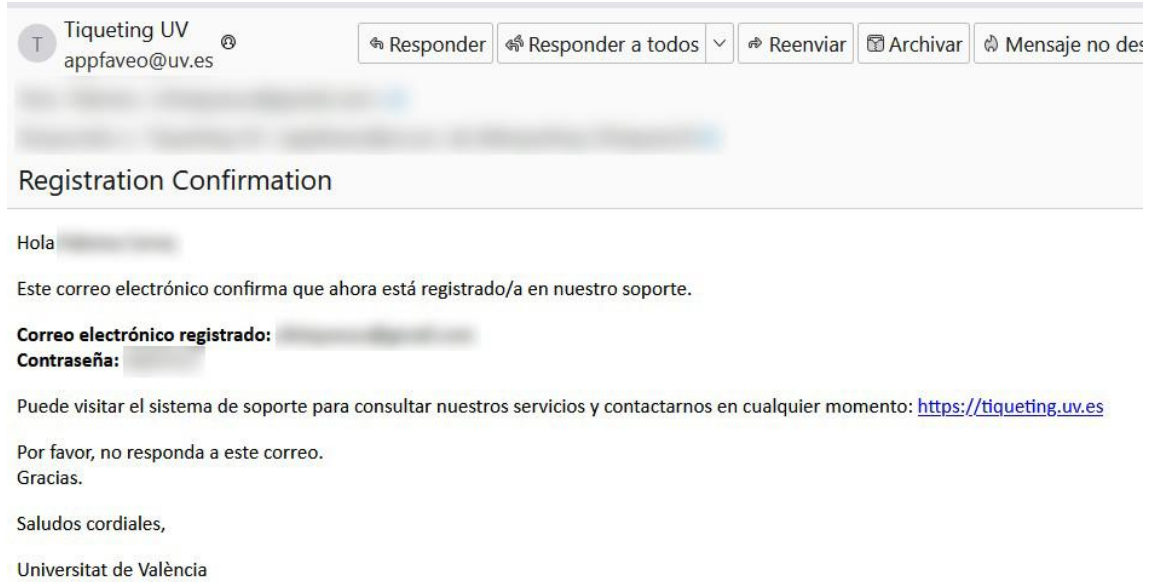 T
Tiqueting UV
appfaveo@uv.es
Responder
Responder a todos
Reenviar
Archivar
Mensaje no des
Registration Confirmation
Hola
Este correo electrónico confirma que ahora está registrado/a en nuestro soporte.
Correo electrónico registrado:
Contraseña:
Puede visitar el sistema de soporte para consultar nuestros servicios y contactarnos en cualquier momento: https://tiqueting.uv.es
Por favor, no responda a este correo.
Gracias.
Saludos cordiales,
Universitat de València